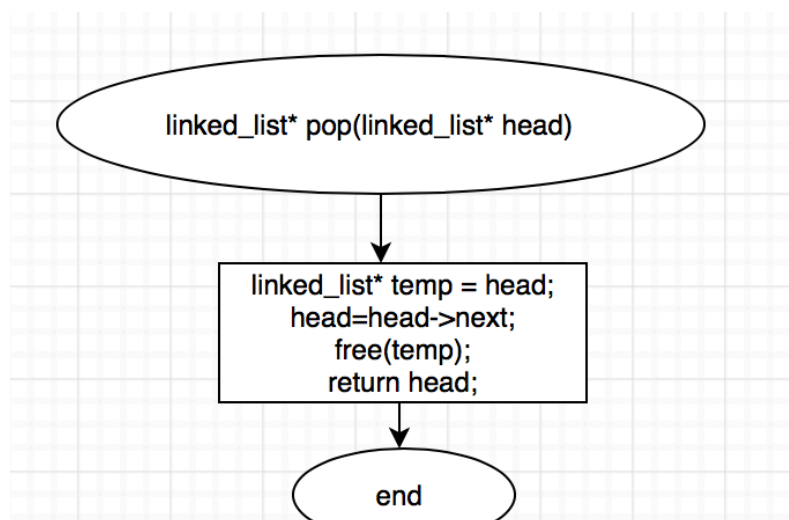 linked_list* pop(linked_list* head)
linked_list* temp = head;
head=head->next;
free(temp);
return head;
end